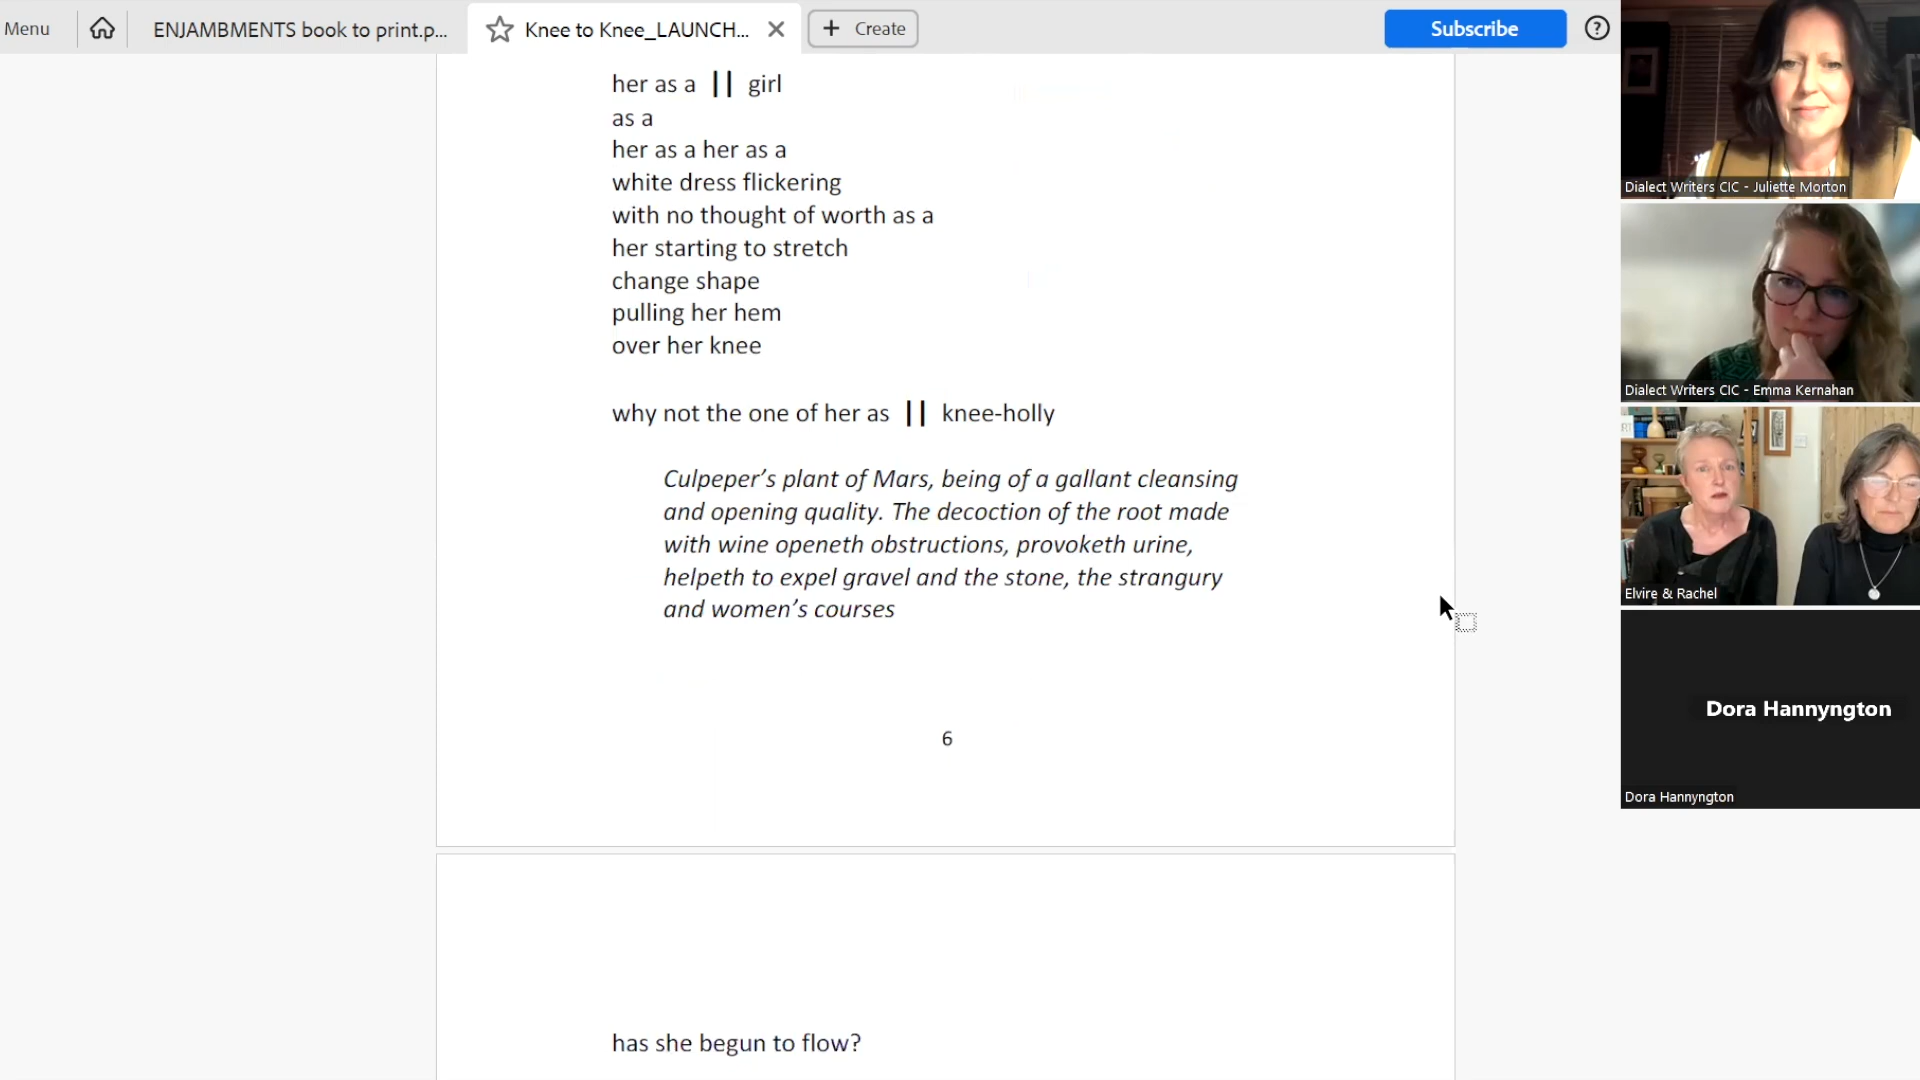 Menu
ENJAMBMENTS book to print.p...
Knee to Knee_LAUNCH...
Create
Subscribe
her as a || girl
as a
her as a her as a
white dress flickering
with no thought of worth as a
her starting to stretch
change shape
pulling her hem
over her knee
why not the one of her as || knee-holly
Culpeper’s plant of Mars, being of a gallant cleansing
and opening quality. The decoction of the root made
with wine openeth obstructions, provoketh urine,
helpeth to expel gravel and the stone, the strangury
and women’s courses
6
has she begun to flow?
Dialect Writers CIC - Juliette Morton
Dialect Writers CIC - Emma Kernahan
Elvire & Rachel
Dora Hannyngton
Dora Hannyngton